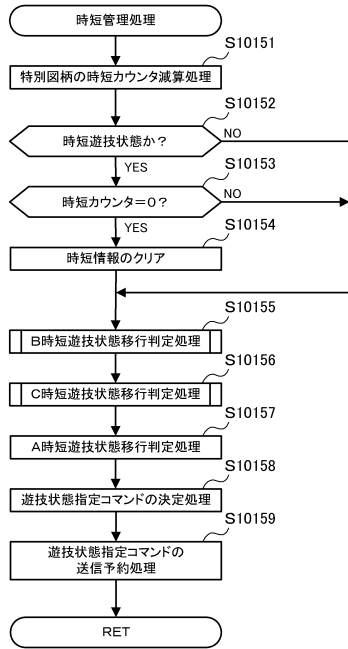 時短管理処理
S10151
特別図柄の時短カウンタ減算処理
S10152
時短遊技状態か？
NO
YES
S10153
時短カウンタ＝０？
NO
YES
S10154
時短情報のクリア
S10155
Ｂ時短遊技状態移行判定処理
S10156
Ｃ時短遊技状態移行判定処理
S10157
Ａ時短遊技状態移行判定処理
S10158
遊技状態指定コマンドの決定処理
S10159
遊技状態指定コマンドの
送信予約処理
RET